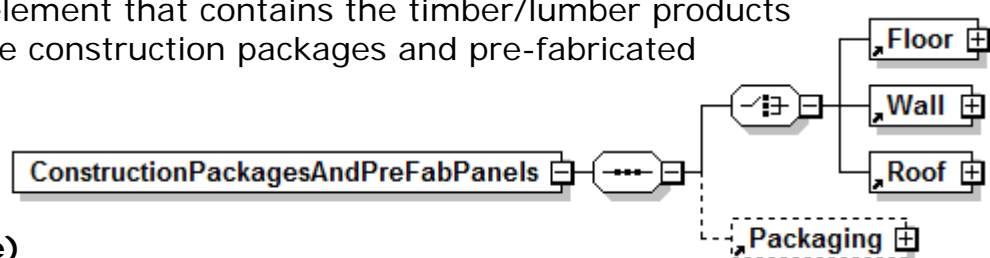 element that contains the timber/lumber products
e construction packages and pre-fabricated
Floor
Wall
ConstructionPackagesAndPreFabPanels
Roof
Packaging
e)